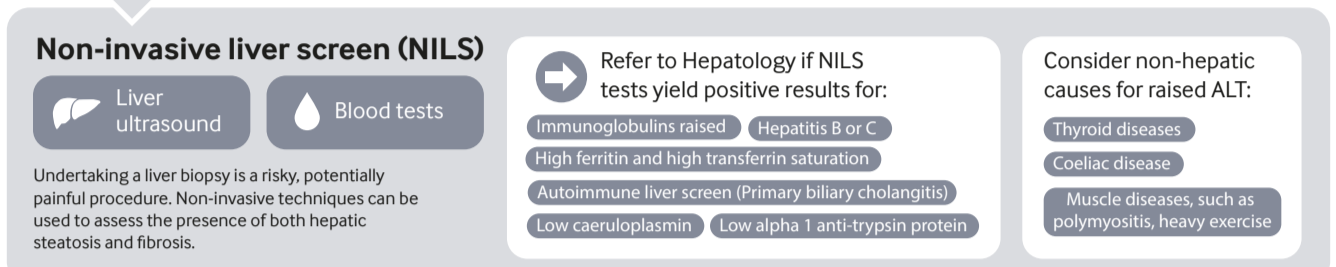 Non-invasive liver screen (NILS)
Liver
ultrasound
Blood tests
Undertaking a liver biopsy is a risky, potentially
painful procedure. Non-invasive techniques can be
used to assess the presence of both hepatic
steatosis and fibrosis.
Refer to Hepatology if NILS
tests yield positive results for:
Immunoglobulins raised
Hepatitis B or C
High ferritin and high transferrin saturation
Autoimmune liver screen (Primary biliary cholangitis)
Low caeruloplasmin
Low alpha 1 anti-trypsin protein
Consider non-hepatic
causes for raised ALT:
Thyroid diseases
Coeliac disease
Muscle diseases, such as
polymyositis, heavy exercise